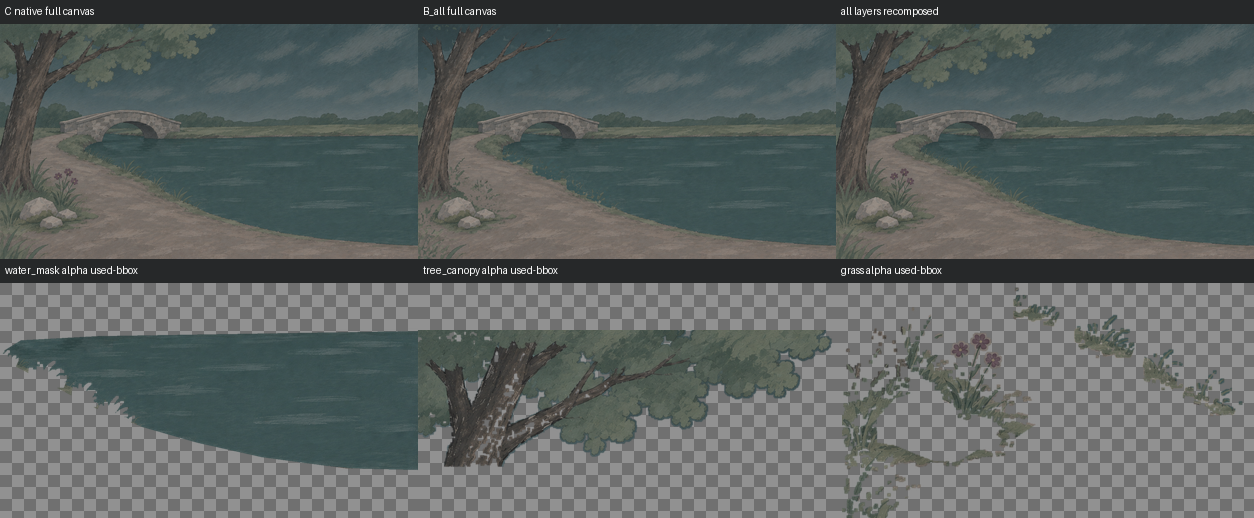 C native full canvas
B_all full canvas
all layers recomposed
water_mask alpha used-bbox
tree_canopy alpha used-bbox
grass alpha used-bbox